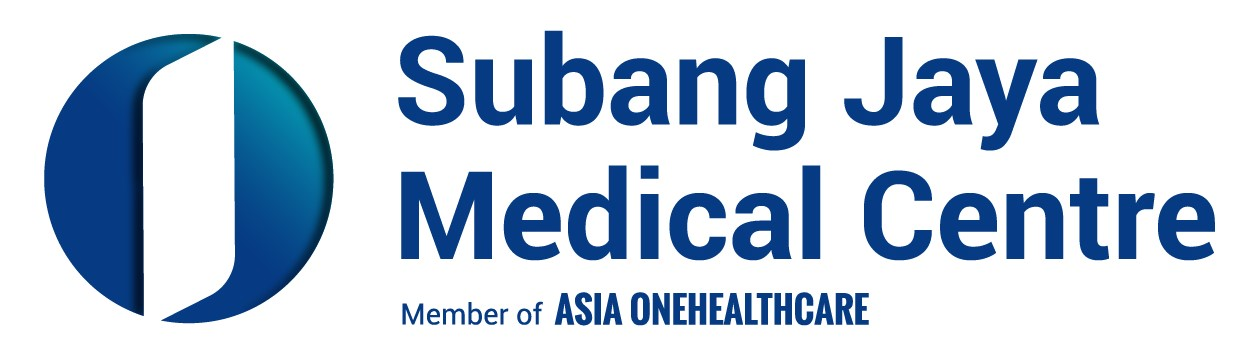 Subang Jaya
Medical Centre
Member of ASIA ONEHEALTHCARE